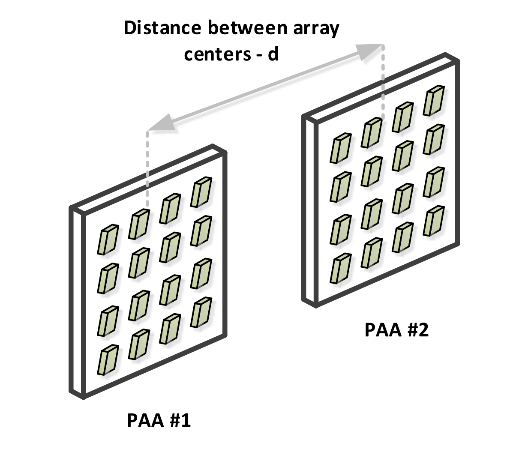 Distance between array
centers - d
PAA #2
PAA #1